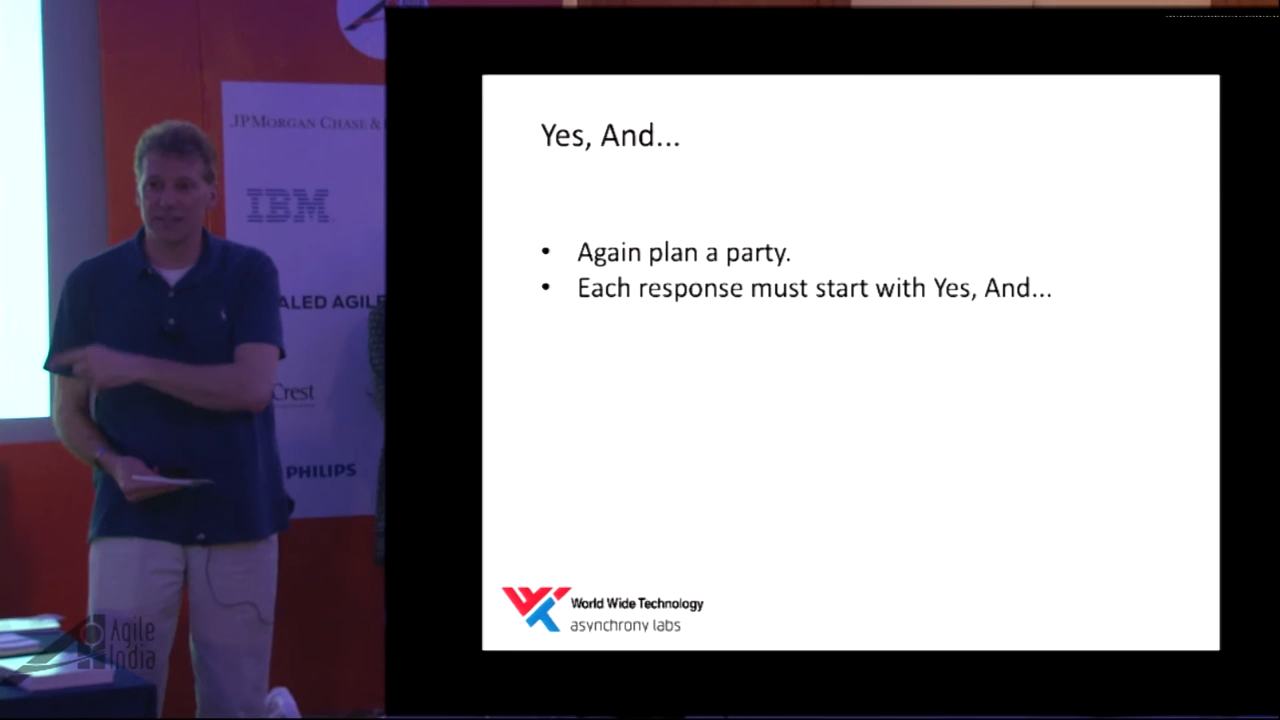 JPMORGAN CHASE &
IBM
ALED AGILE
Crest
PHILIPS
Agile
India
Yes, And...
• Again plan a party.
• Each response must start with Yes, And...
World Wide Technology
asynchrony labs